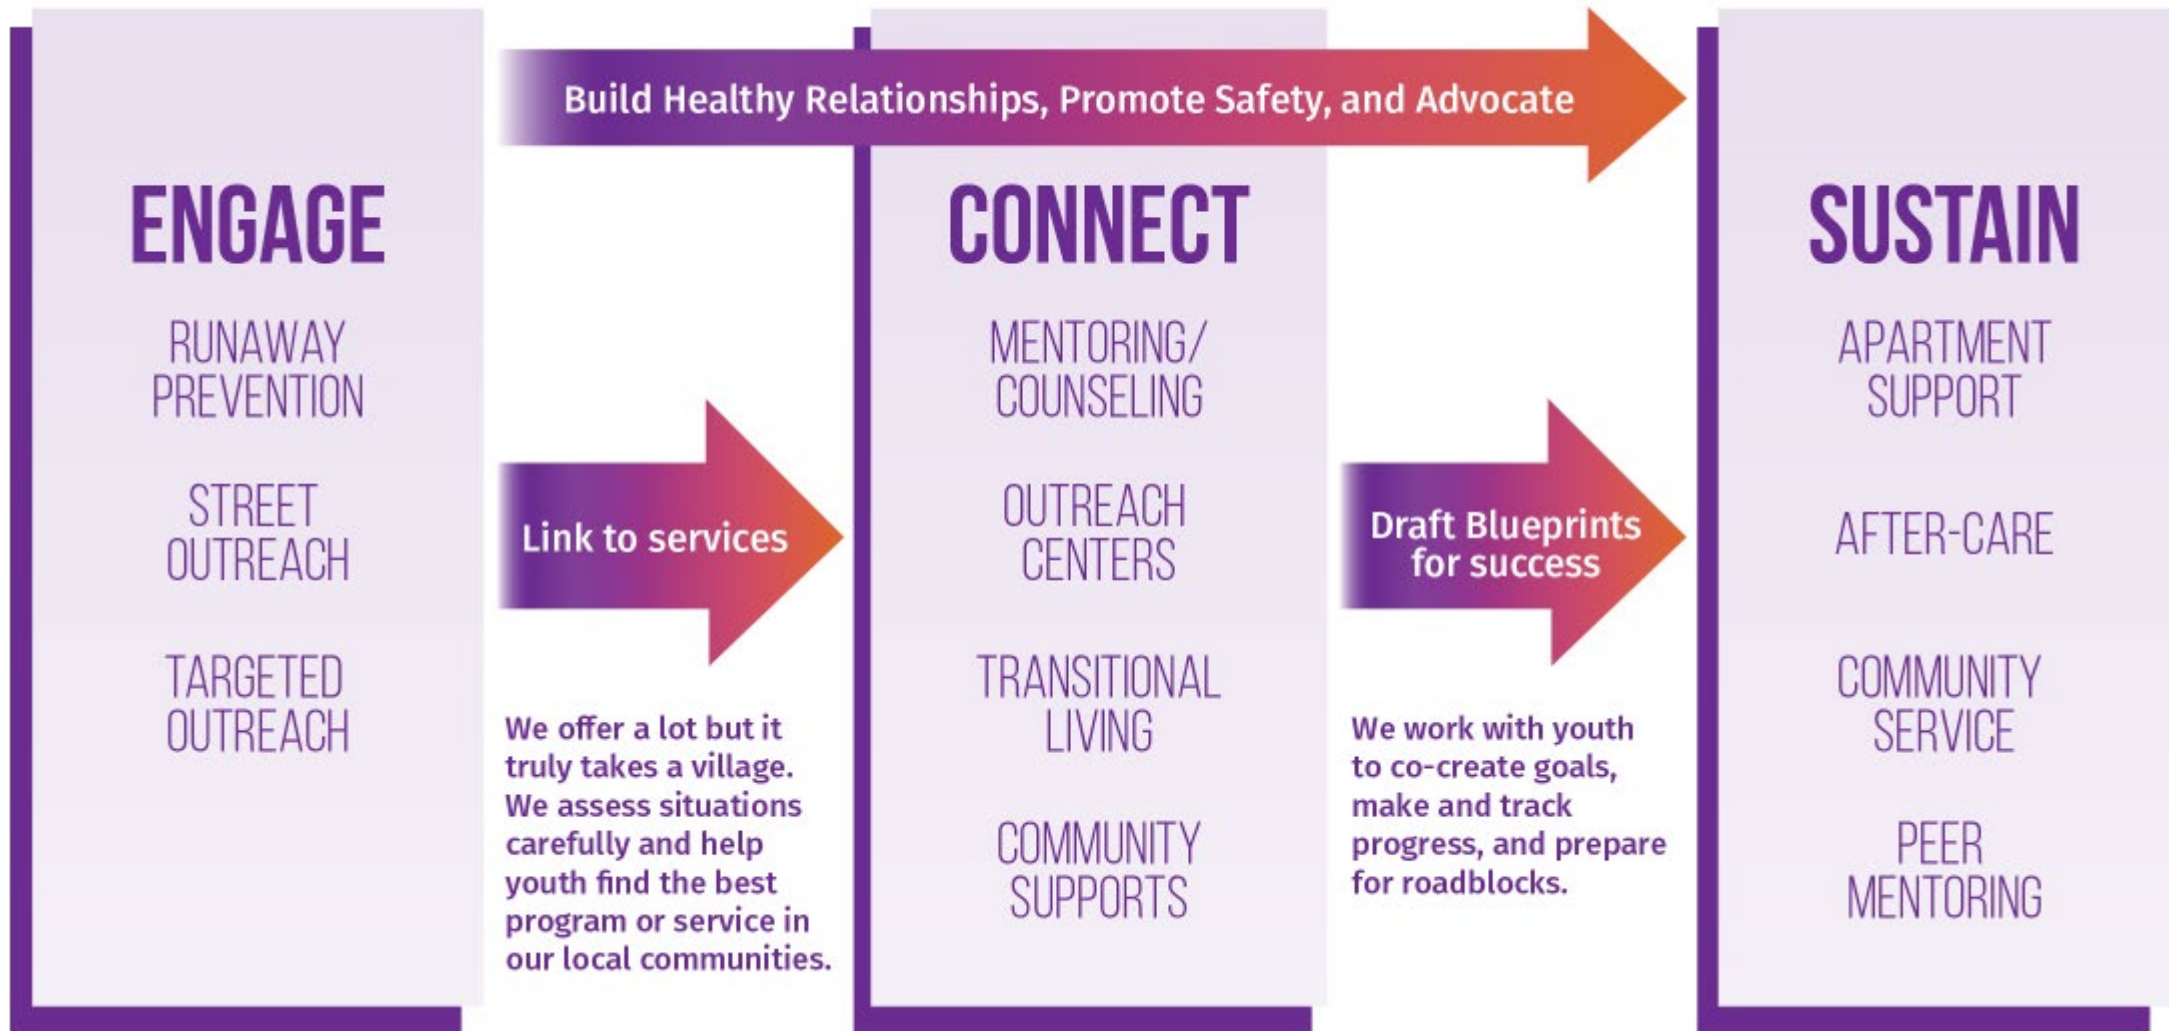 Build Healthy Relationships, Promote Safety, and Advocate
ENGAGE
RUNAWAY
PREVENTION
STREET
OUTREACH
TARGETED
OUTREACH
Link to services
We offer a lot but it
truly takes a village.
We assess situations
carefully and help
youth find the best
program or service in
our local communities.
CONNECT
MENTORING/
COUNSELING
OUTREACH
CENTERS
TRANSITIONAL
LIVING
COMMUNITY
SUPPORTS
Draft Blueprints
for success
We work with youth
to co-create goals,
make and track
progress, and prepare
for roadblocks.
SUSTAIN
APARTMENT
SUPPORT
AFTER-CARE
COMMUNITY
SERVICE
PEER
MENTORING